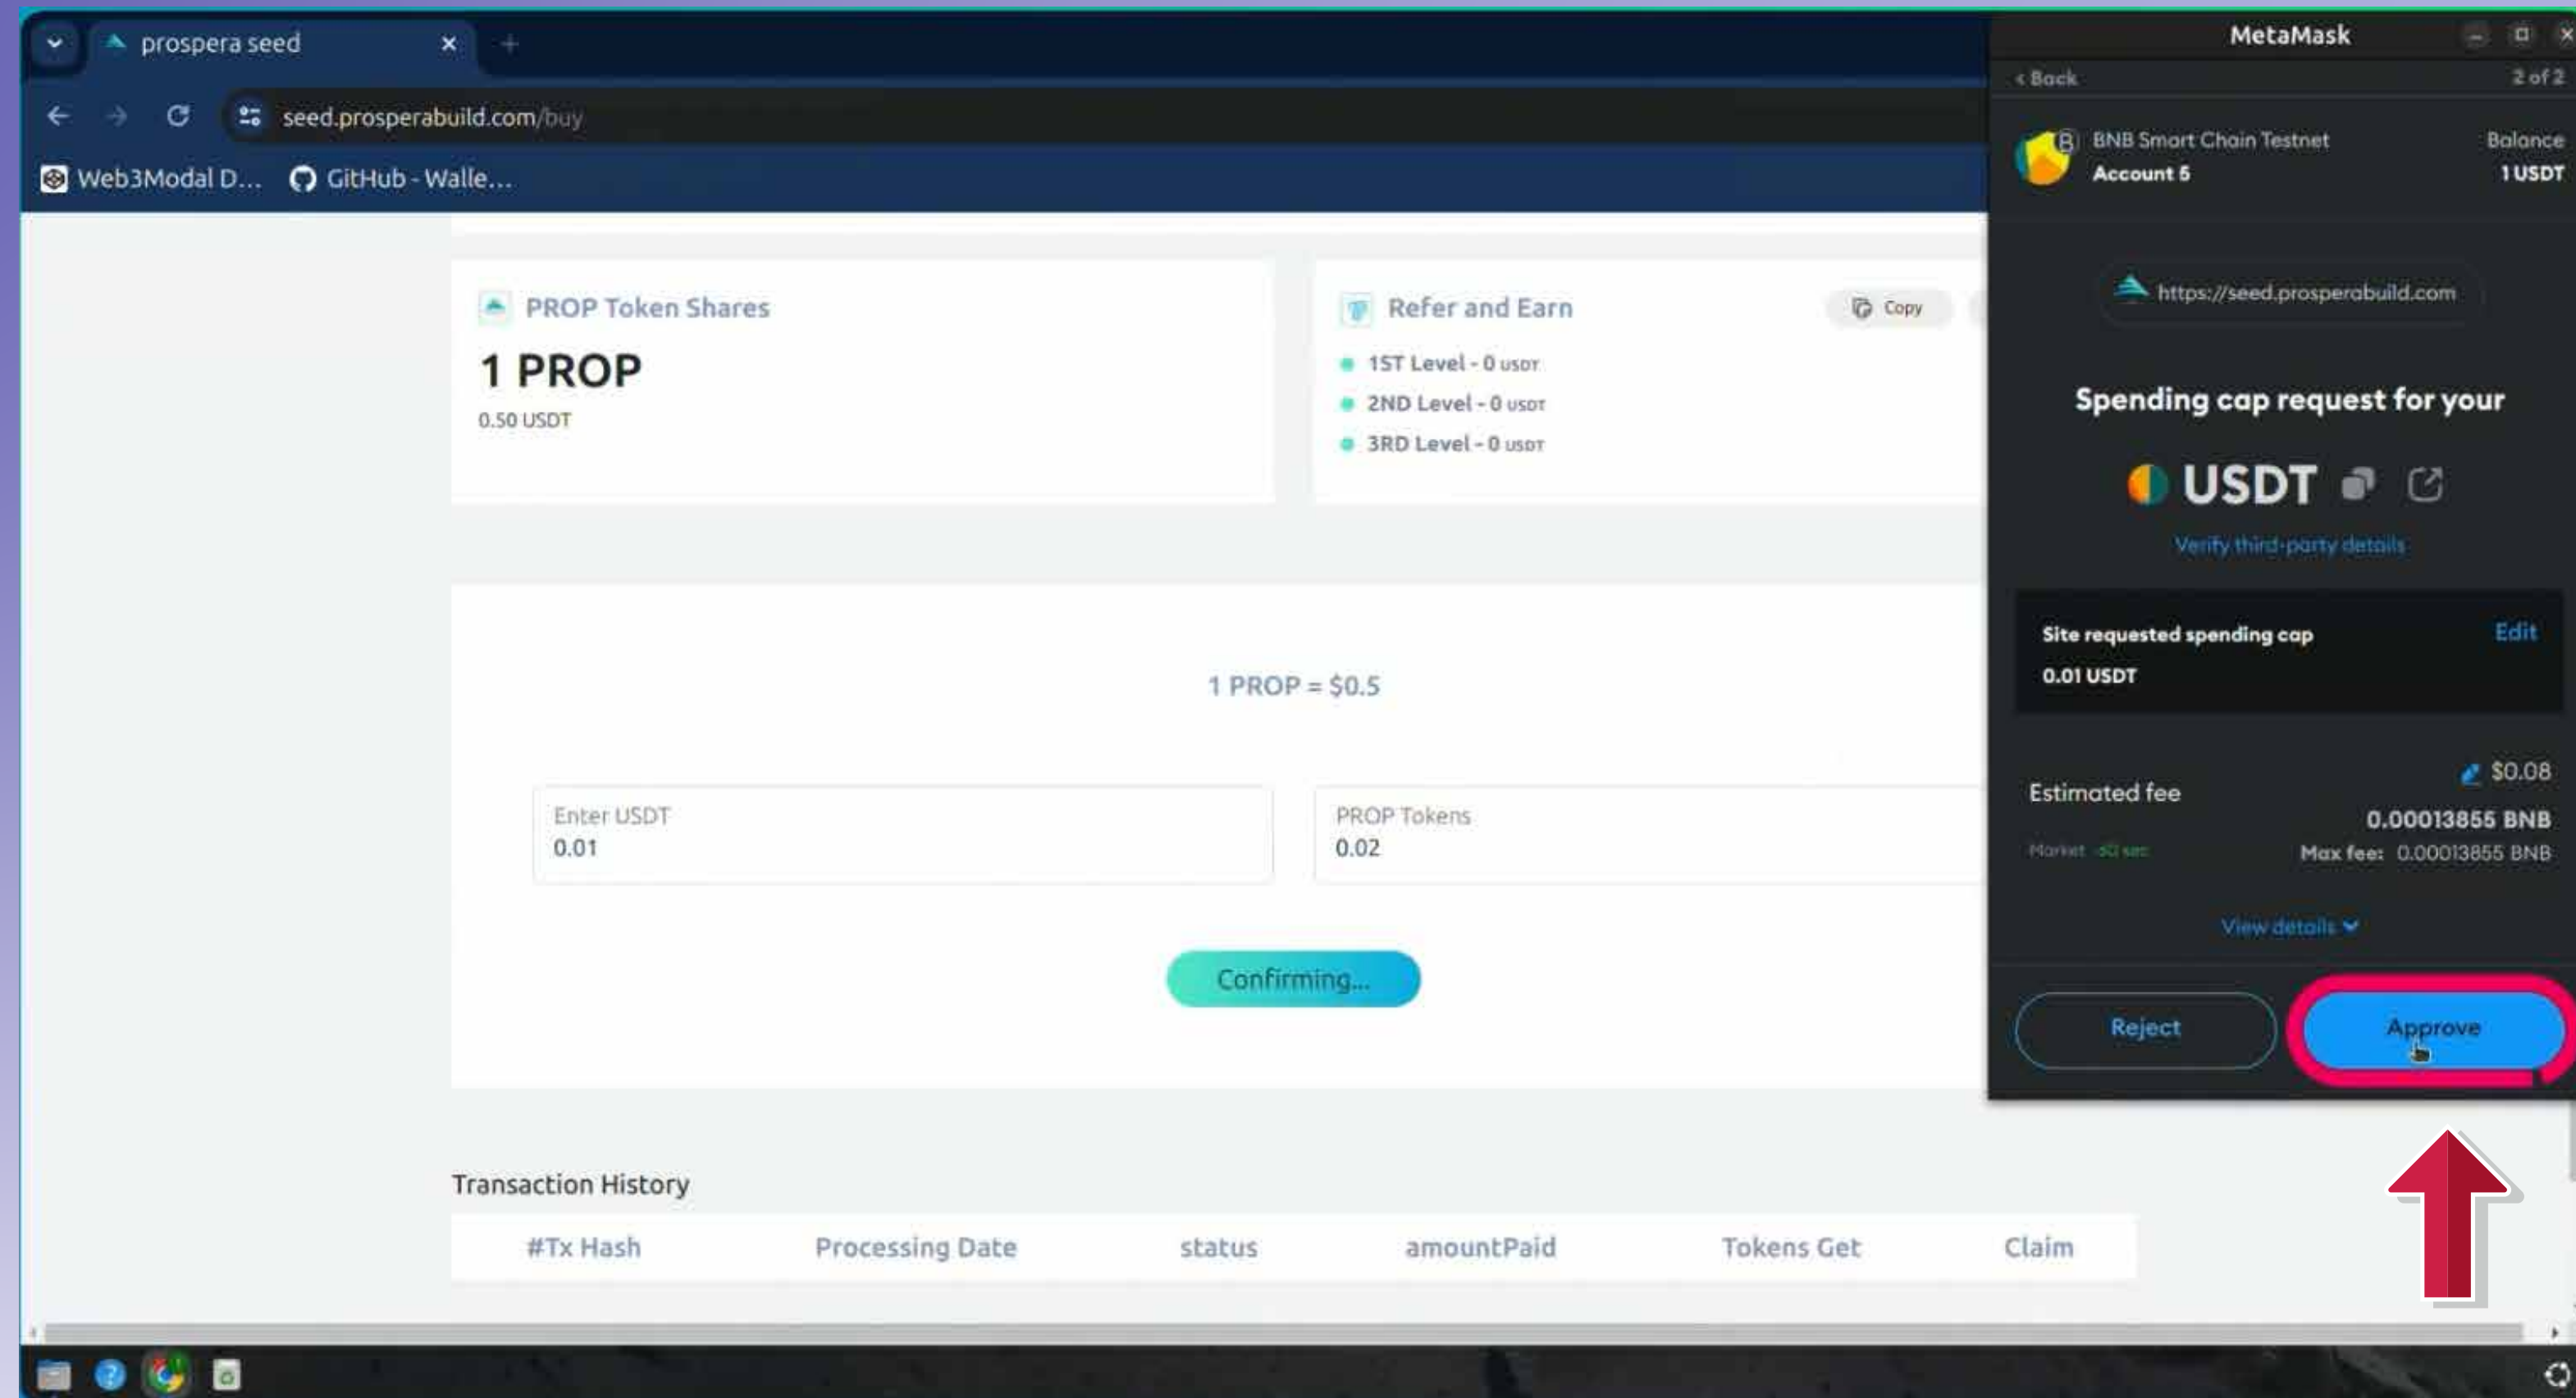 prospera seed
seed.prosperabuild.com/buy
Web3Modal D...
GitHub - Walle...
PROP Token Shares
1 PROP
0.50 USDT
Refer and Earn
Copy
1ST Level - 0 USDT
2ND Level - 0 USDT
3RD Level - 0 USDT
1 PROP = $0.5
Enter USDT
0.01
PROP Tokens
0.02
Confirming...
Transaction History
#Tx Hash Processing Date status amountPaid Tokens Get Claim
MetaMask
< Back 2 of 2
B
BNB Smart Chain Testnet Balance
Account 5 1 USDT
https://seed.prosperabuild.com
Spending cap request for your
USDT
Verify third-party details
Site requested spending cap Edit
0.01 USDT
$0.08
Estimated fee
0.00013855 BNB
Market
Max fee: 0.00013855 BNB
View details
Reject Approve